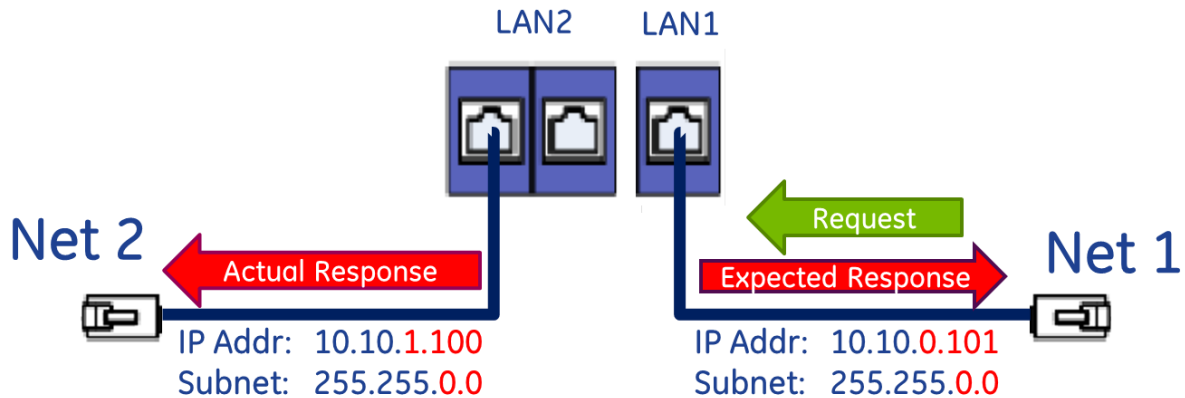 LAN2 LAN1
Request
Net 2 Net 1
Actual Response Expected Response
IP Addr: 10.10.1.100 IP Addr: 10.10.0.101
Subnet: 255.255.0.0 Subnet: 255.255.0.0